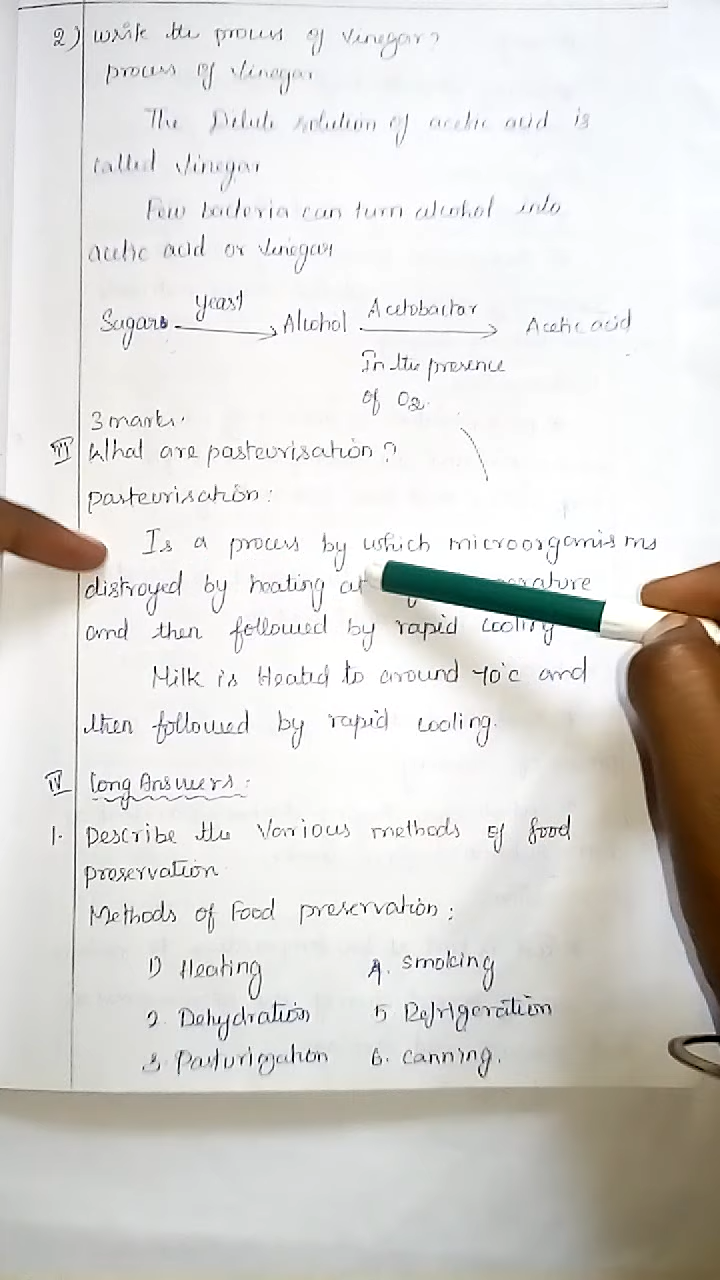 2) Write the process of vinegar?
process of vinegar
The Dilute solution of acetic acid is
called vinegar
Few bacteria can turn alcohol into
acetic acid or vinegar
Sugars yeast Alcohol Acetobactor Acetic acid
In the presence
of O2.
3 marks.
III What are pasteurisation?
pasteurisation:
Is a process by which microorganisms
distroyed by heating at
and then followed by rapid cooling
Milk is Heated to around 70°c and
then followed by rapid cooling.
IV Long Answers:
1. Describe the various methods of food
preservation
Methods of Food preservation:
1) Heating 4. smoking
2. Dehydration 5 Refrigeration
3. Pasturization 6. canning.